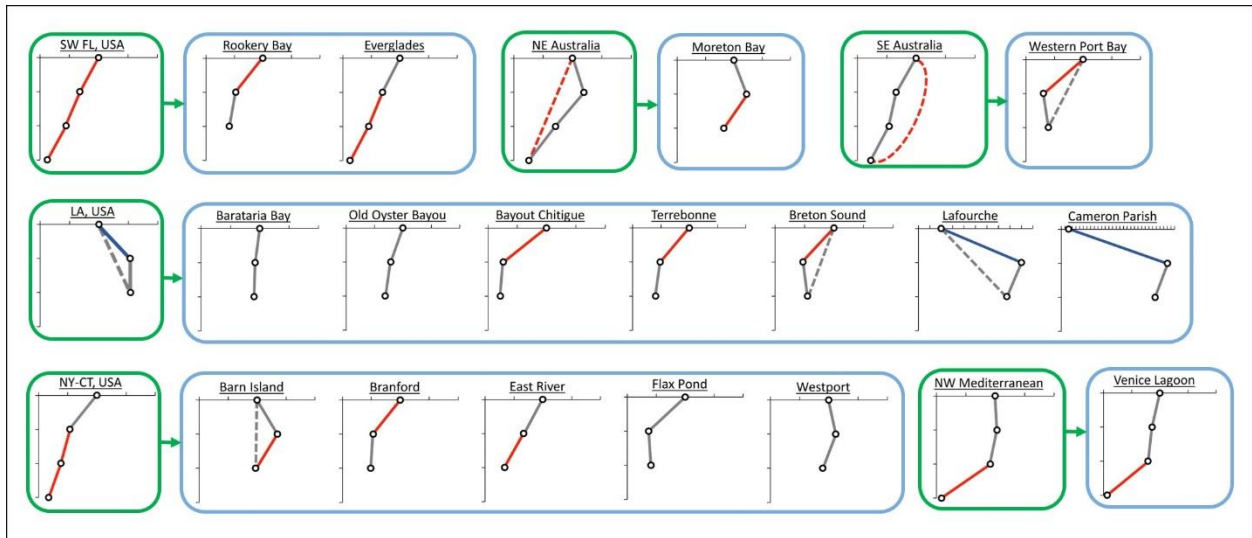 SW FL, USA
Rookery Bay
Everglades
NE Australia
Moreton Bay
SE Australia
Western Port Bay
LA, USA
Barataria Bay
Old Oyster Bayou
Bayout Chitigue
Terrebonne
Breton Sound
Lafourche
Cameron Parish
NY-CT, USA
Barn Island
Branford
East River
Flax Pond
Westport
NW Mediterranean
Venice Lagoon